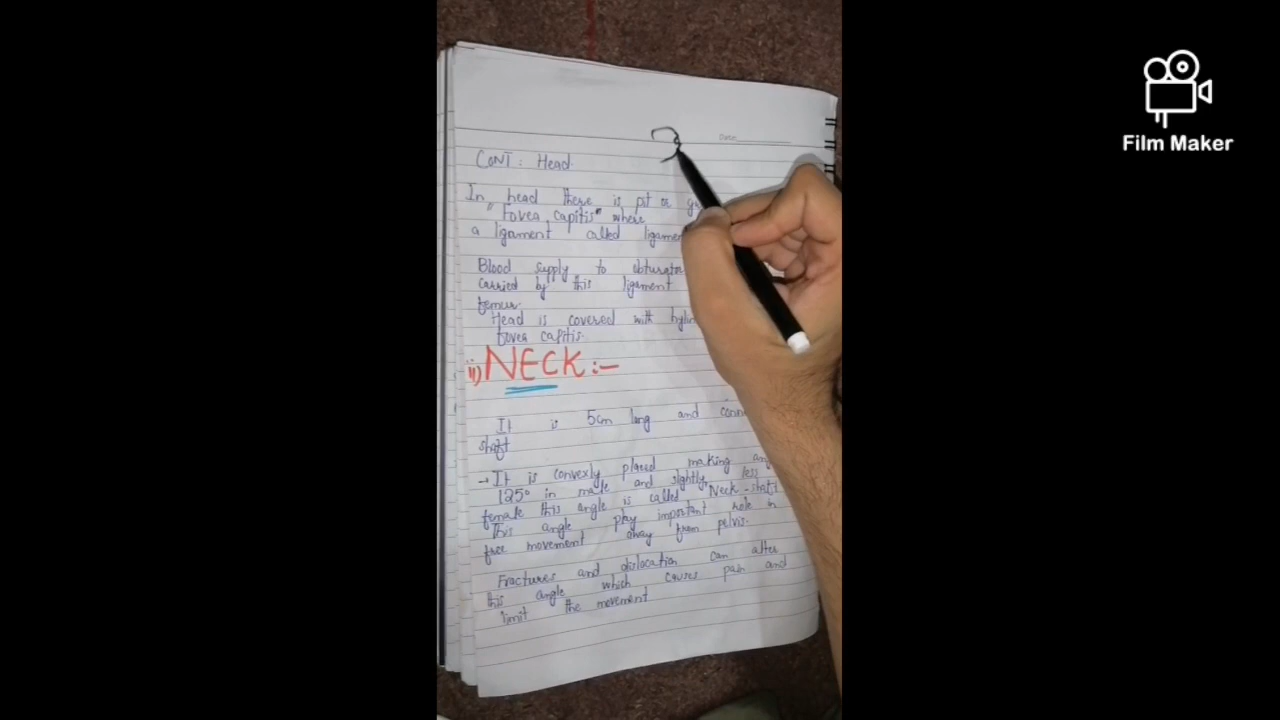 Date:
CONT : Head.
In head there is pit or
"Fovea capitis" where
a ligament called
Blood supply to
carried by this ligament
femur.
Head is covered with
Fovea capitis.
ii) NECK :-
It is 5cm long and
shaft
→ It is convexly placed making
125° in male and slightly less
female this angle is called "Neck - shaft
This angle play important role in
free movement away from pelvis.
Fractures and dislocation can alter
this angle which causes pain and
limit the movement
Film Maker